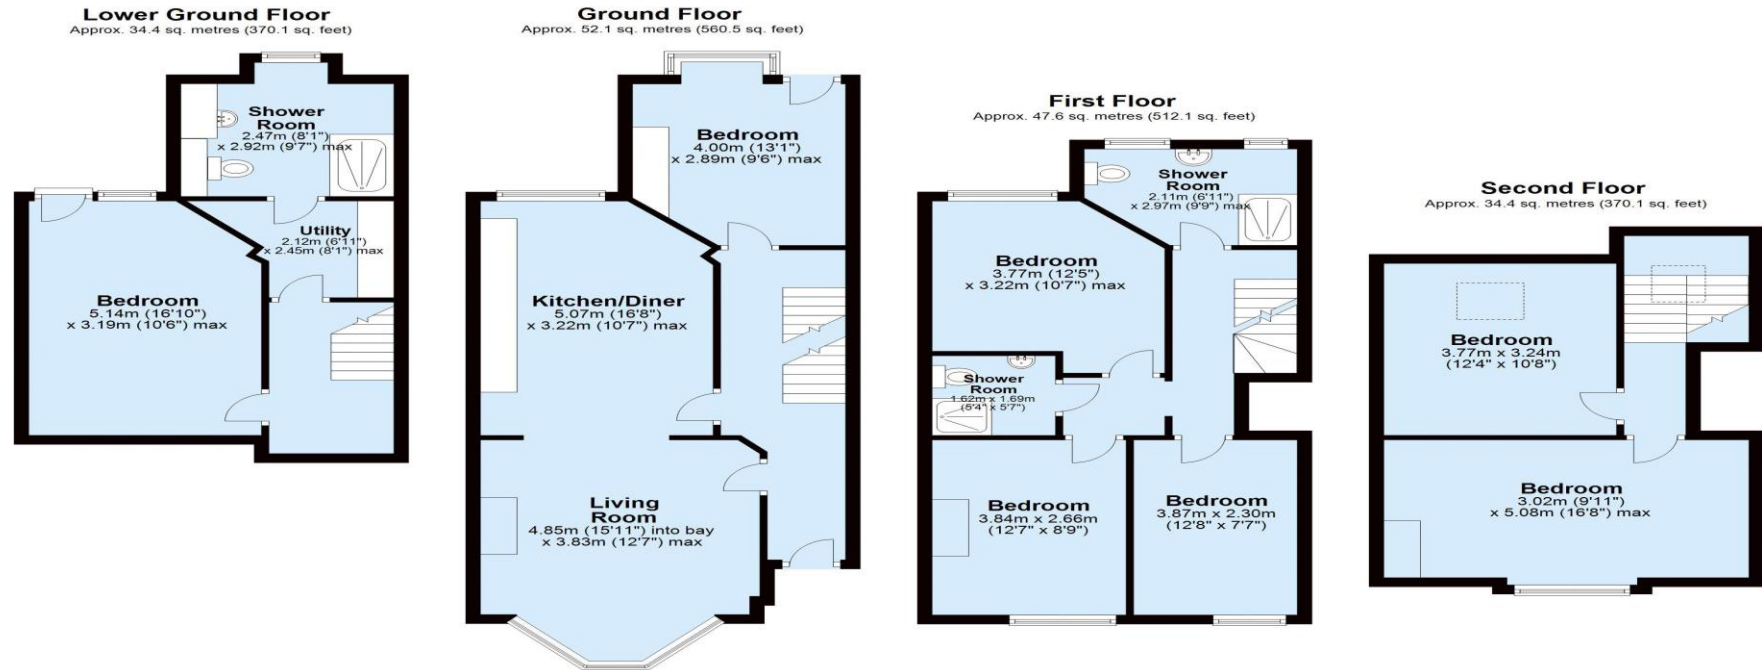 Lower Ground Floor
Approx. 34.4 sq. metres (370.1 sq. feet)
Shower
Room
2.47m (8'1")
x 2.92m (9'7") max
Utility
2.12m (6'11")
x 2.45m (8'1") max
Bedroom
5.14m (16'10")
x 3.19m (10'6") max
Ground Floor
Approx. 52.1 sq. metres (560.5 sq. feet)
Bedroom
4.00m (13'1")
x 2.89m (9'6") max
Kitchen/Diner
5.07m (16'8")
x 3.22m (10'7") max
Living
Room
4.85m (15'11") into bay
x 3.83m (12'7") max
First Floor
Approx. 47.6 sq. metres (512.1 sq. feet)
Shower
Room
2.11m (6'11")
x 2.97m (9'9") max
Bedroom
3.77m (12'5")
x 3.22m (10'7") max
Shower
Room
1.62m x 1.69m
(5'4" x 5'7")
Bedroom
3.84m x 2.66m
(12'7" x 8'9")
Bedroom
3.87m x 2.30m
(12'8" x 7'7")
Second Floor
Approx. 34.4 sq. metres (370.1 sq. feet)
Bedroom
3.77m x 3.24m
(12'4" x 10'8")
Bedroom
3.02m (9'11")
x 5.08m (16'8") max